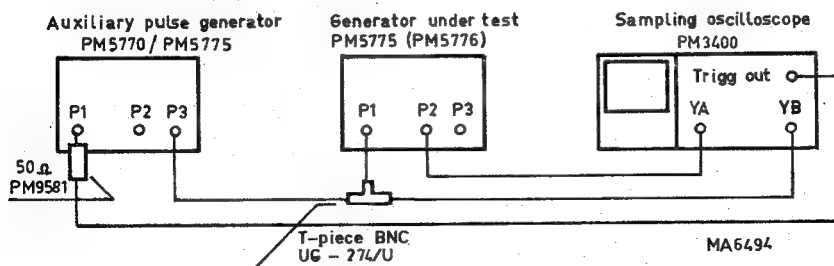 Auxiliary pulse generator
PM5770 / PM5775
Generator under test
PM5775 (PM5776)
Sampling oscilloscope
PM3400
Trigg out
P1
P2
P3
P1
P2
P3
YA
YB
50Ω
PM9581
T-piece BNC
UG - 274/U
MA6494